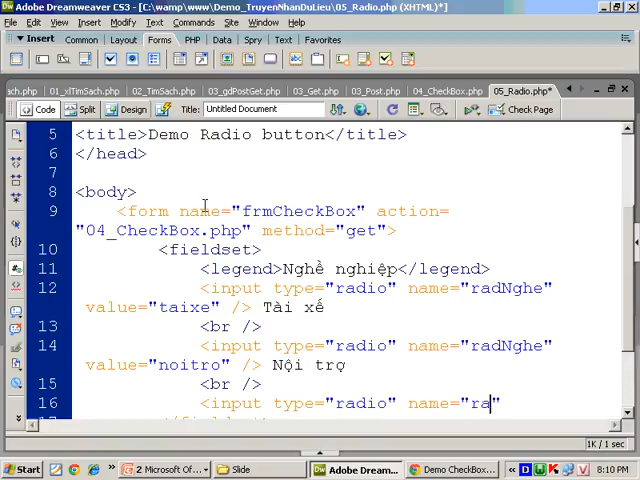 Adobe Dreamweaver CS3 - [C:\wamp\www\Demo_TruyenNhanDuLieu\05_Radio.php (XHTML)*]
File Edit View Insert Modify Text Commands Site Window Help
Insert Common Layout Forms PHP Data Spry Text Favorites
ach.php 01_xlTimSach.php 02_TimSach.php 03_gdPostGet.php 03_Get.php 03_Post.php 04_CheckBox.php 05_Radio.php*
Code Split Design Title: Untitled Document Check Page
5 <title>Demo Radio button</title>
6 </head>
7
8 <body>
9 <form name="frmCheckBox" action=
"04_CheckBox.php" method="get">
10 <fieldset>
11 <legend>Nghề nghiệp</legend>
12 <input type="radio" name="radNghe"
value="taixe" /> Tài xế
13 <br />
14 <input type="radio" name="radNghe"
value="noitro" /> Nội trợ
15 <br />
16 <input type="radio" name="ra"
1K / 1 sec
Start 2 Microsoft Of... Slide Adobe Dream... Demo CheckBox... 8:10 PM